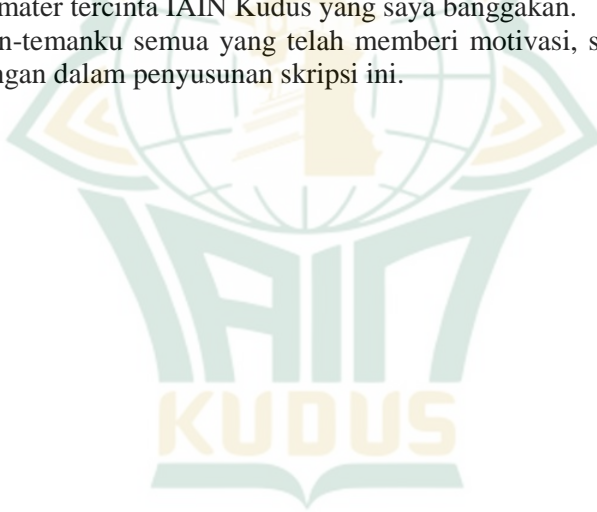 mater tercinta IAIN Kudus yang saya banggakan.
n-temanku semua yang telah memberi motivasi, s
ngan dalam penyusunan skripsi ini.
IAIN
KUDUS